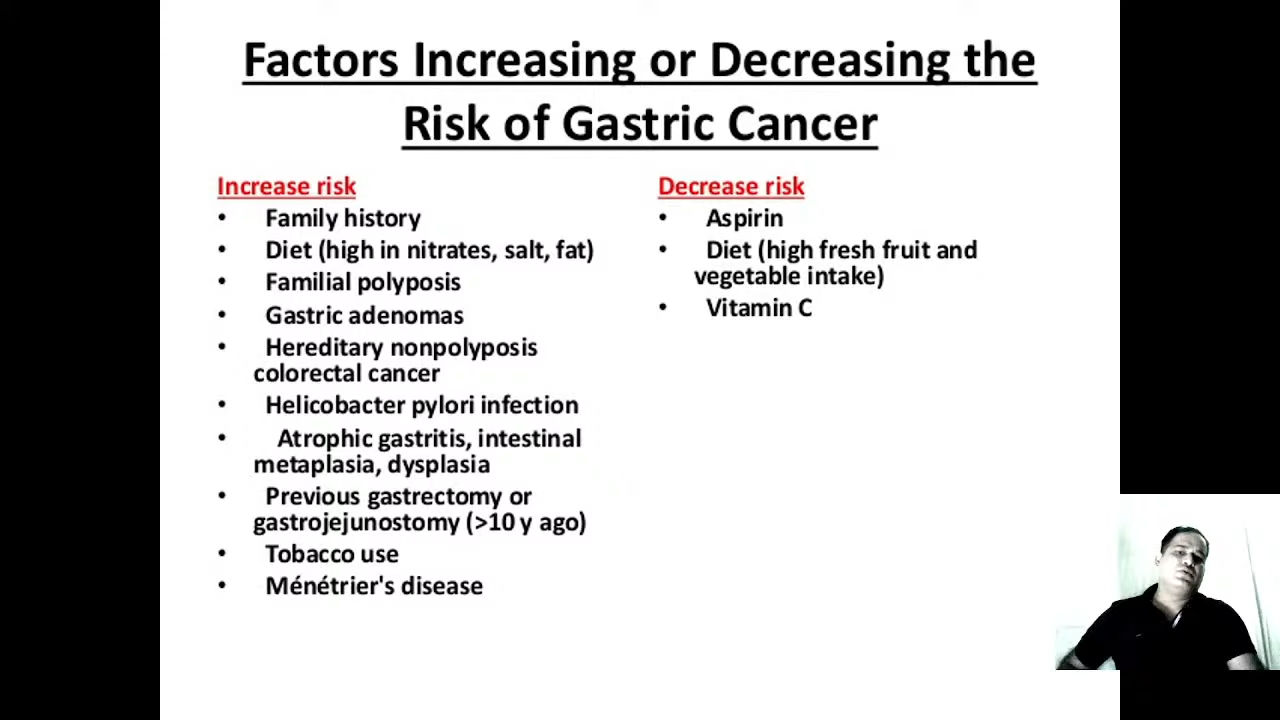 Factors Increasing or Decreasing the
Risk of Gastric Cancer
Increase risk
• Family history
• Diet (high in nitrates, salt, fat)
• Familial polyposis
• Gastric adenomas
• Hereditary nonpolyposis
colorectal cancer
• Helicobacter pylori infection
• Atrophic gastritis, intestinal
metaplasia, dysplasia
• Previous gastrectomy or
gastrojejunostomy (>10 y ago)
• Tobacco use
• Ménétrier's disease
Decrease risk
• Aspirin
• Diet (high fresh fruit and
vegetable intake)
• Vitamin C